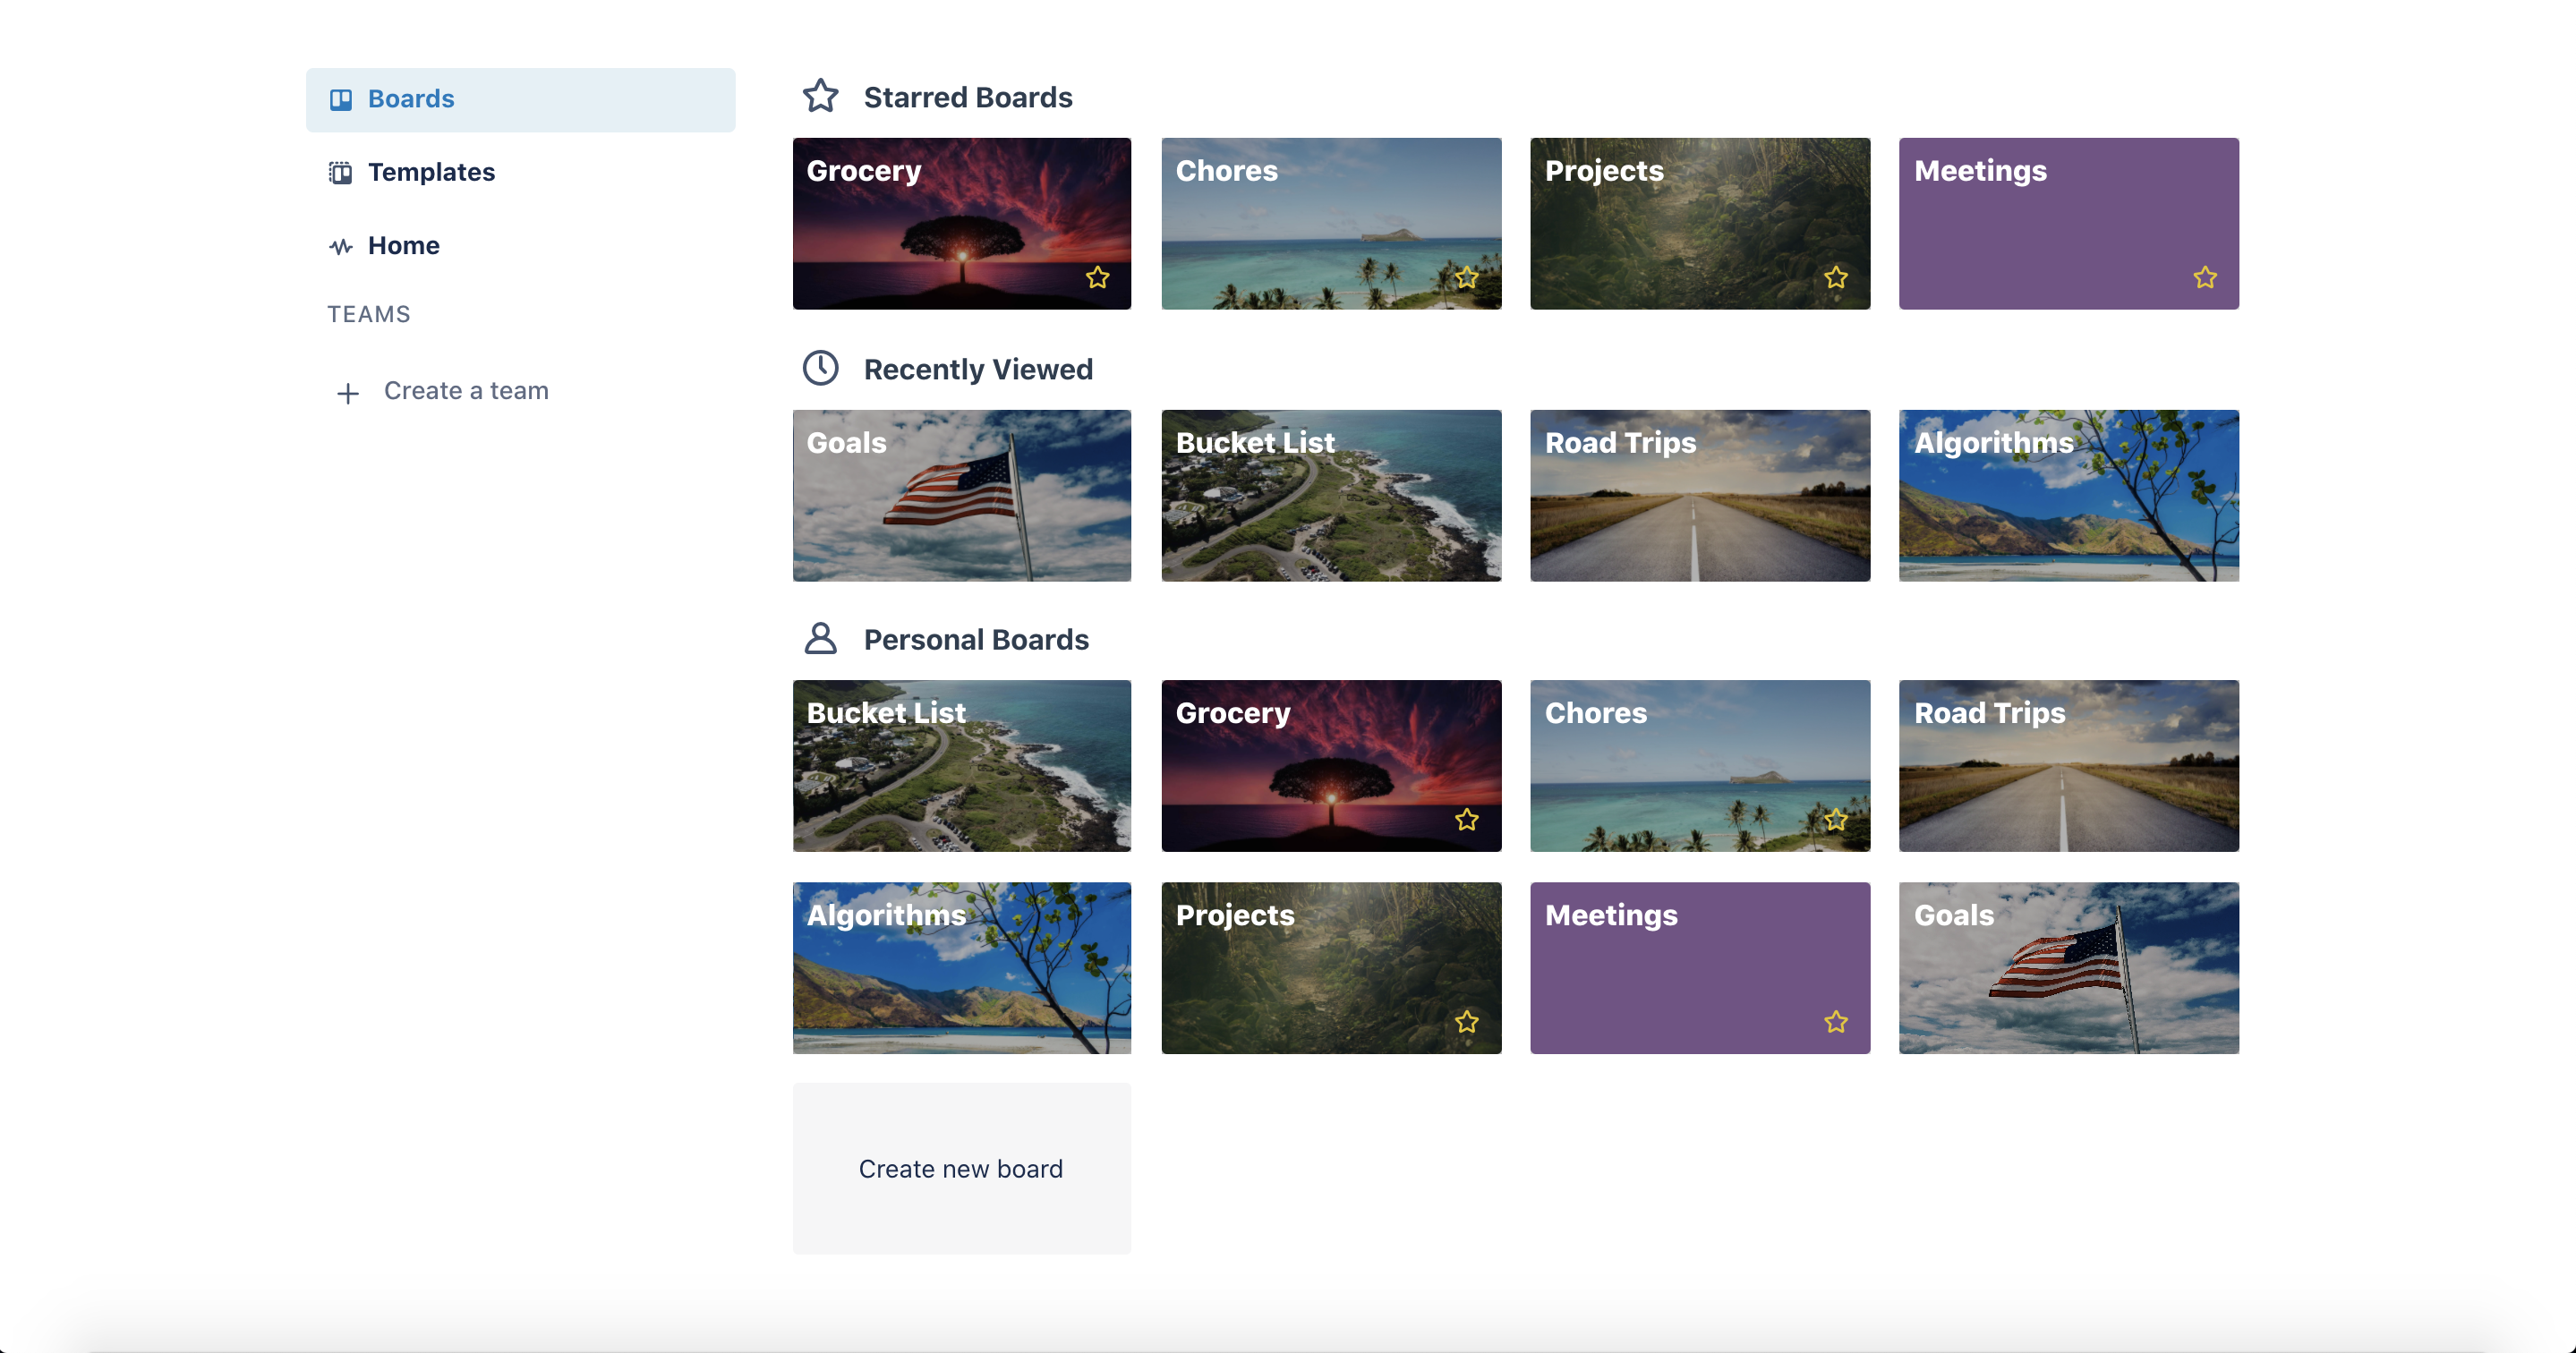 Boards
Templates
Home
TEAMS
Create a team
Starred Boards
Grocery
Chores
Projects
Meetings
Recently Viewed
Goals
Bucket List
Road Trips
Algorithms
Personal Boards
Bucket List
Grocery
Chores
Road Trips
Algorithms
Projects
Meetings
Goals
Create new board